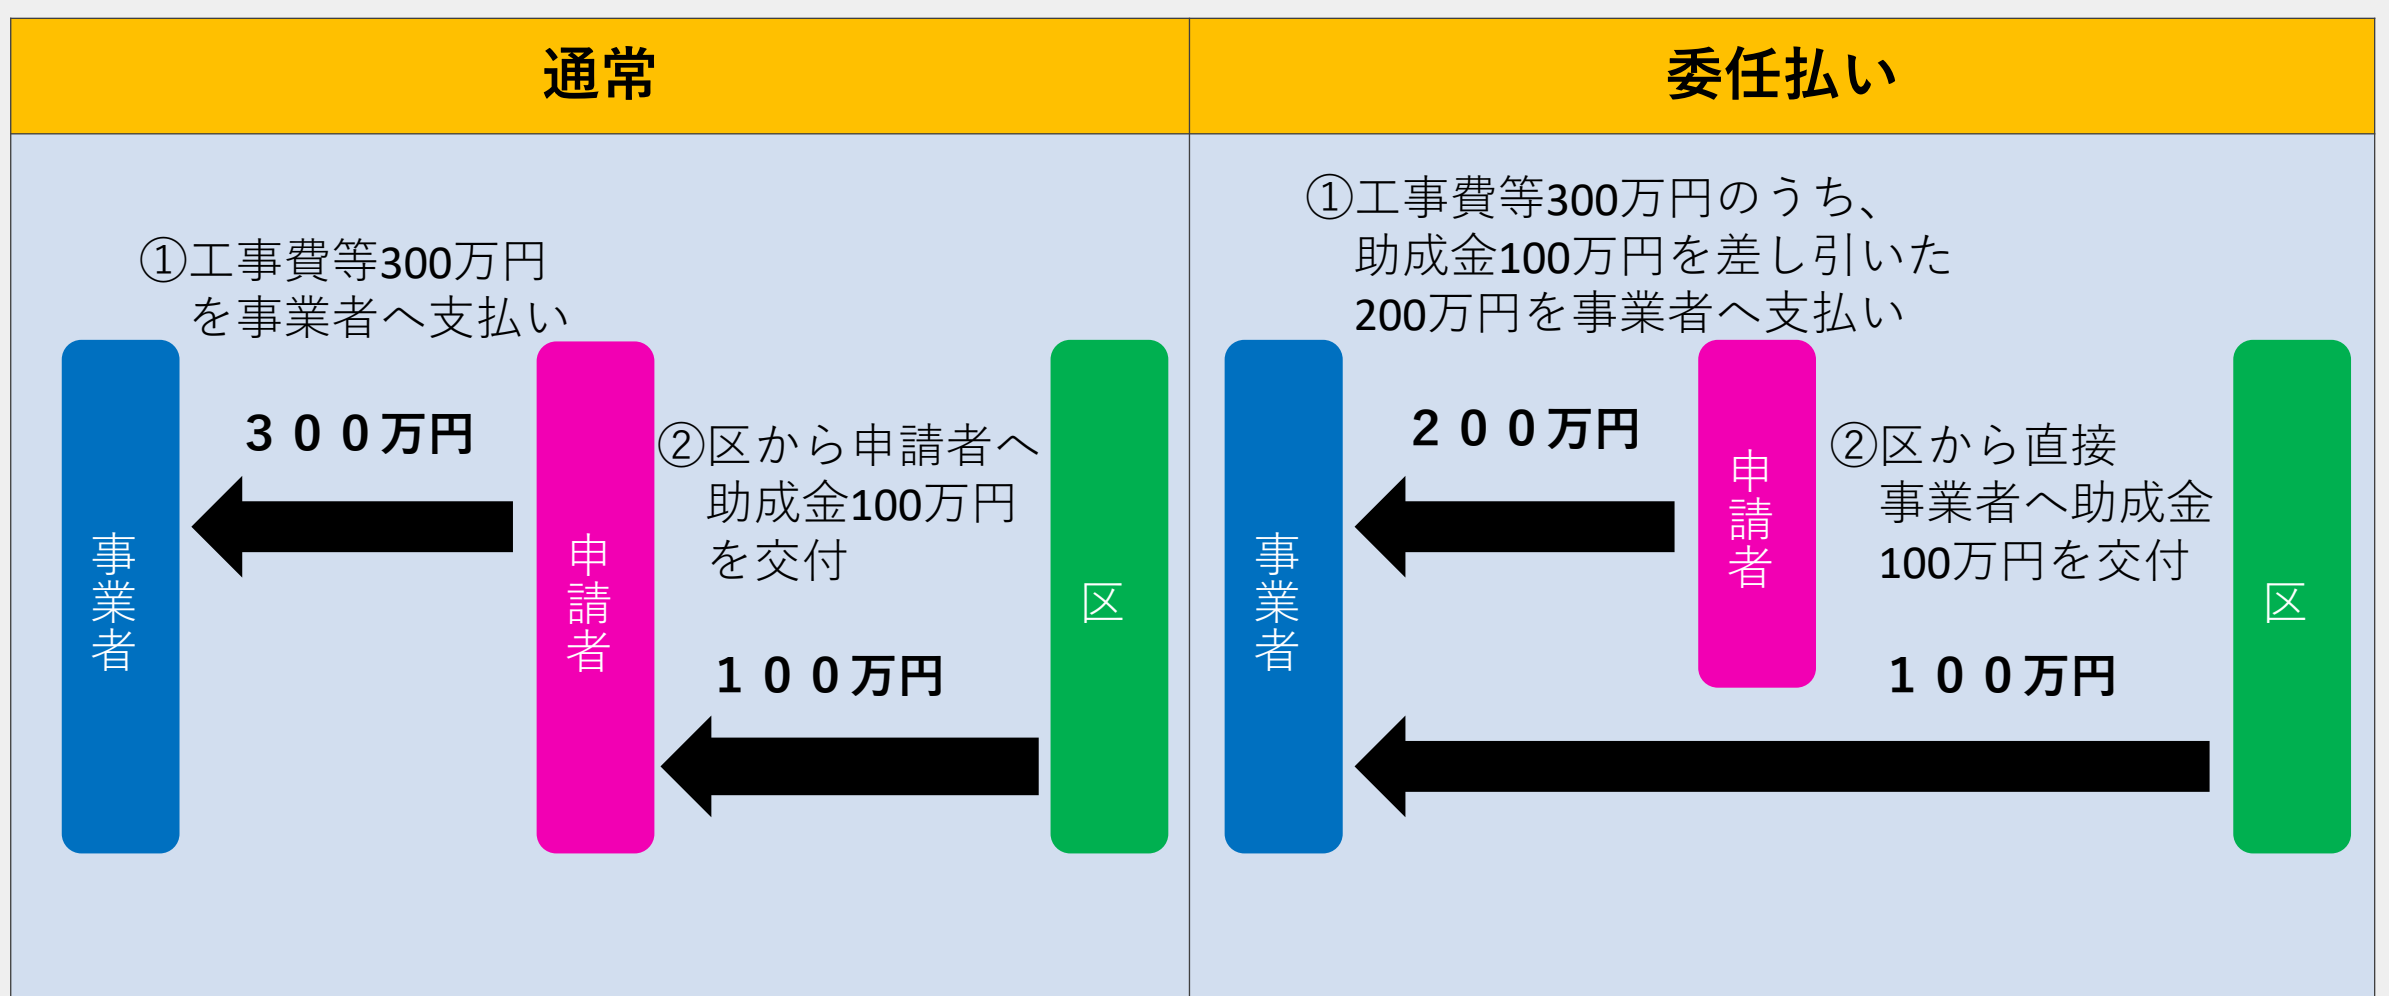 通常
①工事費等300万円
を事業者へ支払い
３００万円
②区から申請者へ
助成金100万円
を交付
１００万円
事業者
申請者
区
委任払い
①工事費等300万円のうち、
助成金100万円を差し引いた
200万円を事業者へ支払い
２００万円
②区から直接
事業者へ助成金
100万円を交付
１００万円
事業者
申請者
区